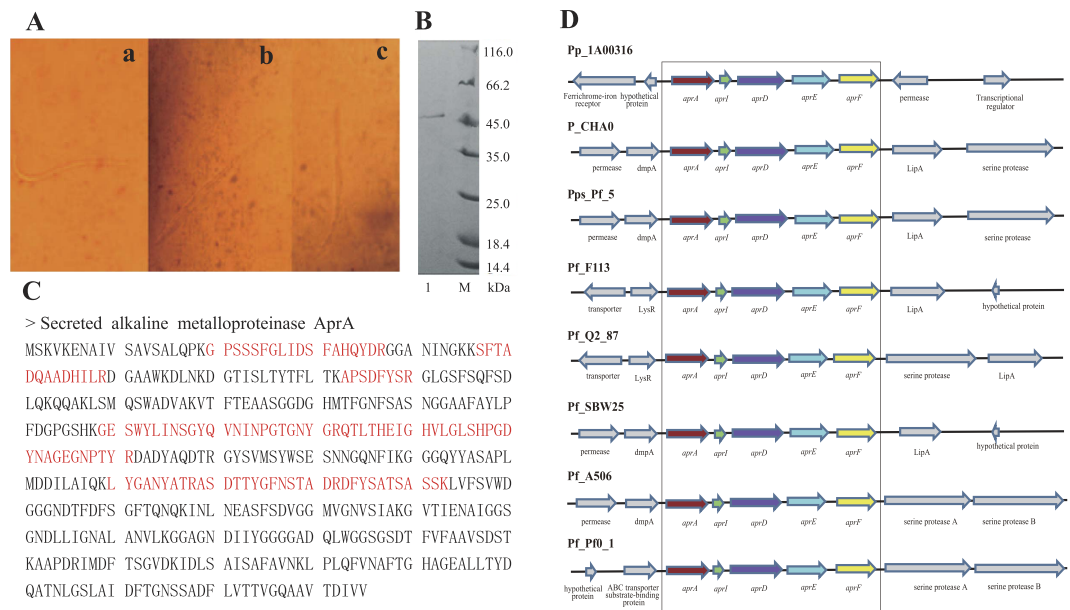 A
a
b
c
B
116.0
66.2
45.0
35.0
25.0
18.4
14.4
1 M kDa
C
> Secreted alkaline metalloproteinase AprA
MSKVKENAIV SAVSALQPKG PSSSFGLIDS FAHQYDRGGA NINGKKSFTA
DQAADHILRD GAAWKDLNKD GTISLTYTFL TKAPSDFYSR GLGSFSQFSD
LQKQQAKLSM QSWADVAKVT FTEAASGGDG HMTFGNFSAS NGGAAFAYLP
FDGPGSHKGE SWYLINSGYQ VNINPGTGNY GRQTLTHEIG HVLGLSHPGD
YNAGEGNPTY RDADYAQDTR GYSVMSYWSE SNNGQNFIKG GGQYYASAPL
MDDILAIQKL YGANYATRAS DTTYGFNSTA DRDFYSATSA SSKLVFSVWD
GGGNDTFDFS GFTQNQKINL NEASFSDVGG MVGNVSIAKG VTIENAIGGS
GNDLLIGNAL ANVLKGGAGN DIIYGGGGAD QLWGGSGSDT FVFAAVSDST
KAAPDRIMDF TSGVDKIDLS AISAFAVNKL PLQFVNAFTG HAGEALLTYD
QATNLGSLAI DFTGNSSADF LVTTVGQAAV TDIVV
D
Pp_1A00316
Ferrichrome-iron receptor
hypothetical protein
aprA aprI aprD aprE aprF
permease
Transcriptional regulator
P_CHA0
permease dmpA aprA aprI aprD aprE aprF LipA serine protease
Pps_Pf_5
permease dmpA aprA aprI aprD aprE aprF LipA serine protease
Pf_F113
transporter LysR aprA aprI aprD aprE aprF LipA hypothetical protein
Pf_Q2_87
transporter LysR aprA aprI aprD aprE aprF serine protease LipA
Pf_SBW25
permease dmpA aprA aprI aprD aprE aprF LipA hypothetical protein
Pf_A506
permease dmpA aprA aprI aprD aprE aprF serine protease A serine protease B
Pf_Pf0_1
hypothetical protein
ABC transporter substrate-binding protein
aprA aprI aprD aprE aprF serine protease A serine protease B